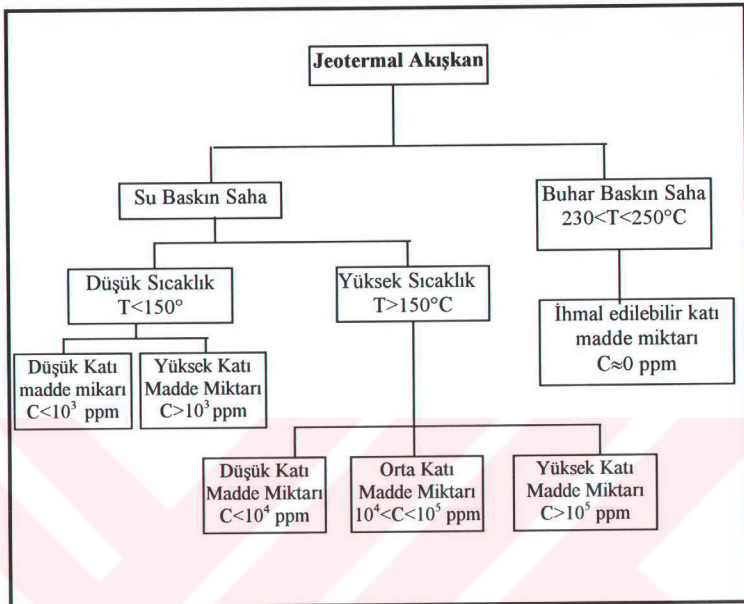 Jeotermal Akışkan
Su Baskın Saha
Buhar Baskın Saha
230<T<250°C
Düşük Sıcaklık
T<150°
Yüksek Sıcaklık
T>150°C
İhmal edilebilir katı
madde miktarı
C≈0 ppm
Düşük Katı
madde mikarı
C<10³ ppm
Yüksek Katı
Madde Miktarı
C>10³ ppm
Düşük Katı
Madde Miktarı
C<10⁴ ppm
Orta Katı
Madde Miktarı
10⁴<C<10⁵ ppm
Yüksek Katı
Madde Miktarı
C>10⁵ ppm